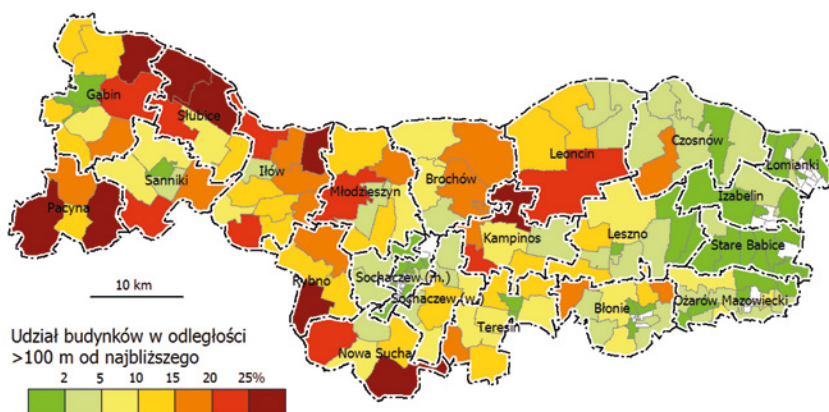 Gąbin
Słubice
Leoncin
Czosnów
Łomianki
Iłów
Sanniki
Młodzieszyn
Brochów
Izabelin
Pacyna
Kampinos
Leszno
Stare Babice
Rybno
Sochaczew (m.)
Sochaczew (w.)
Błonie
Ożarów Mazowiecki
Teresin
Nowa Sucha
10 km
Udział budynków w odległości
>100 m od najbliższego
2 5 10 15 20 25%